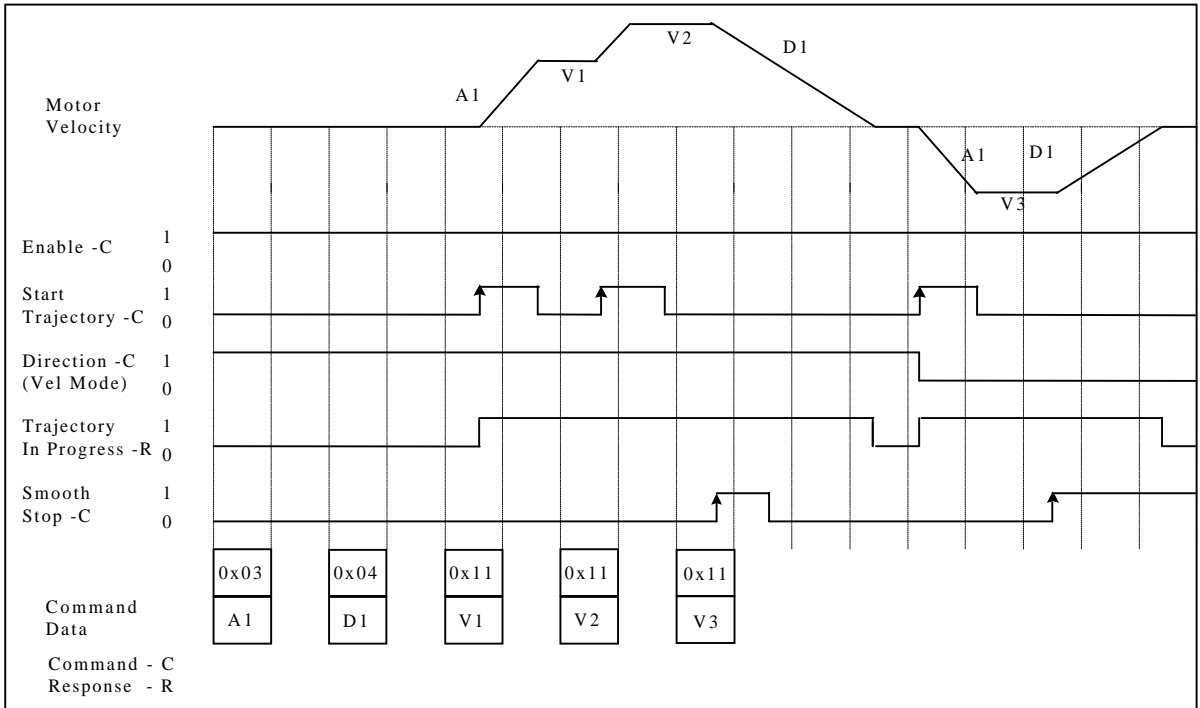 V2
D1
V1
A1
Motor
Velocity
A1 D1
V3
Enable -C 1
0
Start 1
Trajectory -C 0
Direction -C 1
(Vel Mode) 0
Trajectory 1
In Progress -R 0
Smooth 1
Stop -C 0
0x03 0x04 0x11 0x11 0x11
Command
Data
A1 D1 V1 V2 V3
Command - C
Response - R